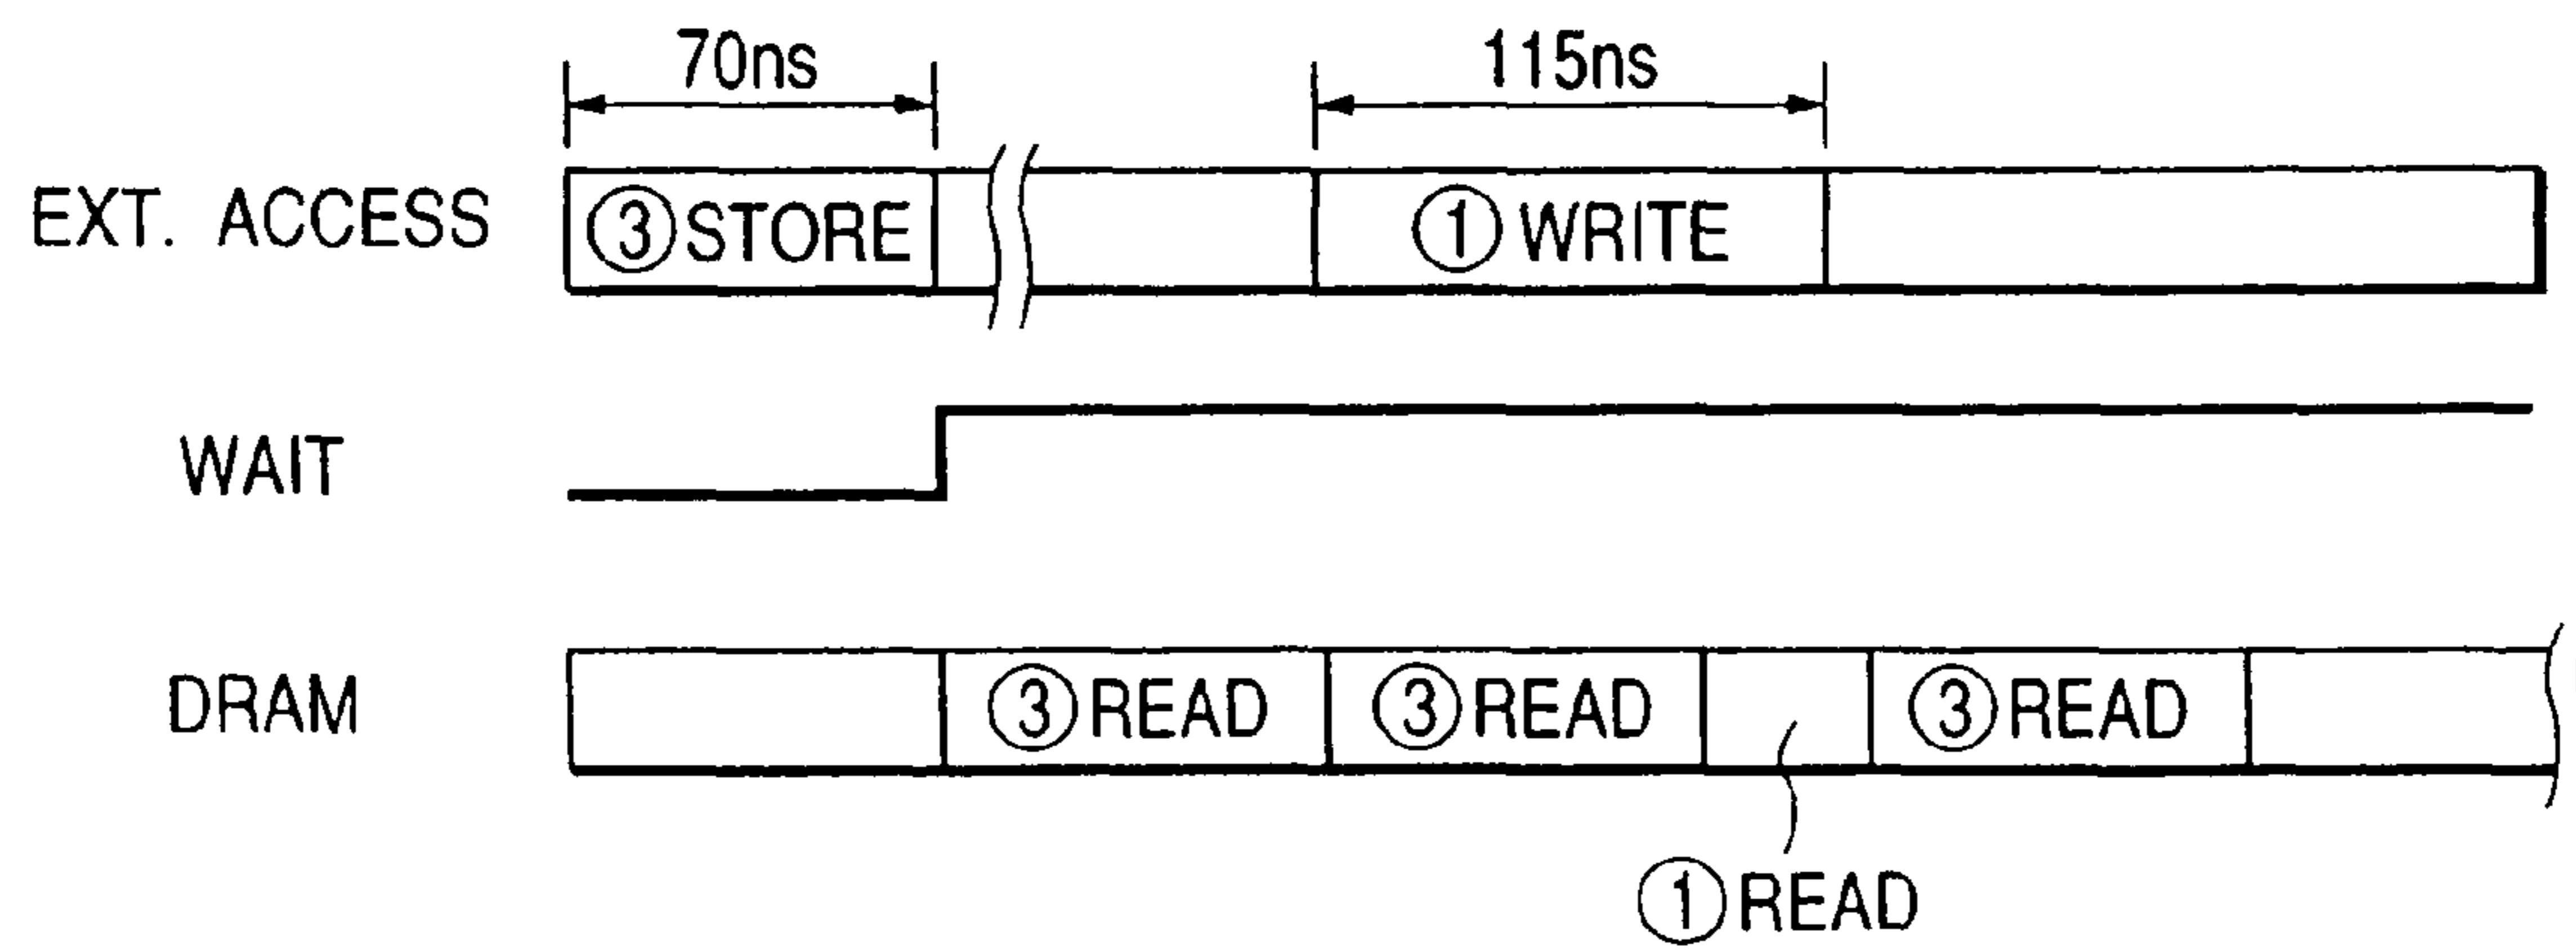 70ns 115ns
EXT. ACCESS ③STORE ①WRITE
WAIT
DRAM ③READ ③READ ③READ
①READ